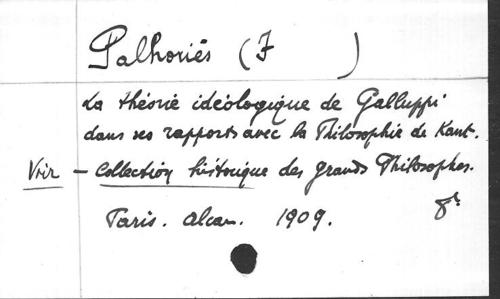 Palhoriès (F )
La théorie idéologique de Galluppi
dans ses rapports avec la Philosophie de Kant.
Voir – Collection historique des grands Philosophes.
Paris. Alcan. 1909. 8°